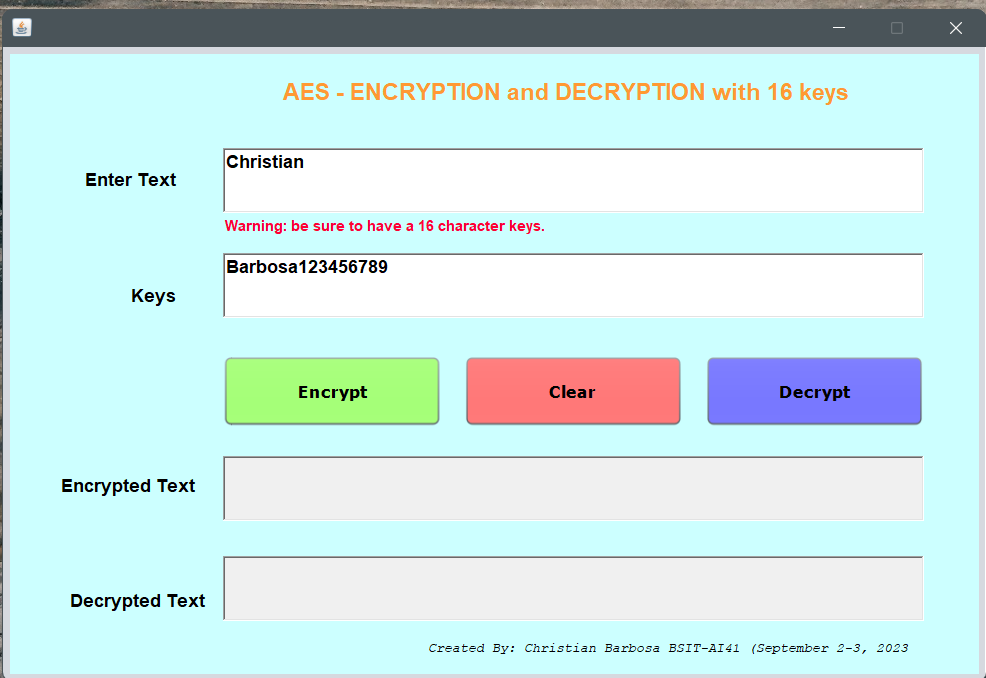 AES - ENCRYPTION and DECRYPTION with 16 keys
Enter Text
Christian
Warning: be sure to have a 16 character keys.
Keys
Barbosa123456789
Encrypt
Clear
Decrypt
Encrypted Text
Decrypted Text
Created By: Christian Barbosa BSIT-AI41 (September 2-3, 2023